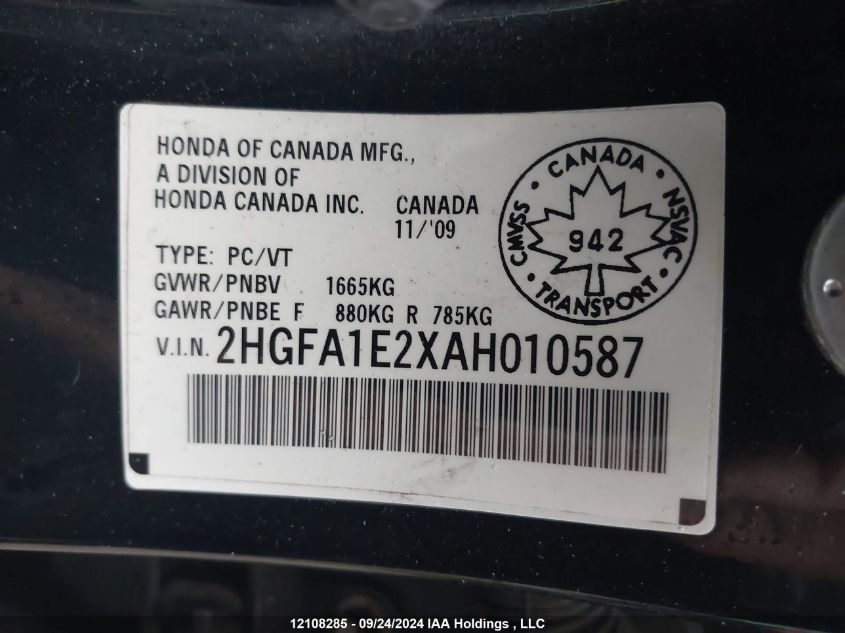 HONDA OF CANADA MFG.,
A DIVISION OF
HONDA CANADA INC. CANADA
11/'09
TYPE: PC/VT
GVWR/PNBV 1665KG
GAWR/PNBE F 880KG R 785KG
V.I.N. 2HGFA1E2XAH010587
CMVSS · CANADA · NSVAC · TRANSPORT ·
942
12108285 - 09/24/2024 IAA Holdings , LLC